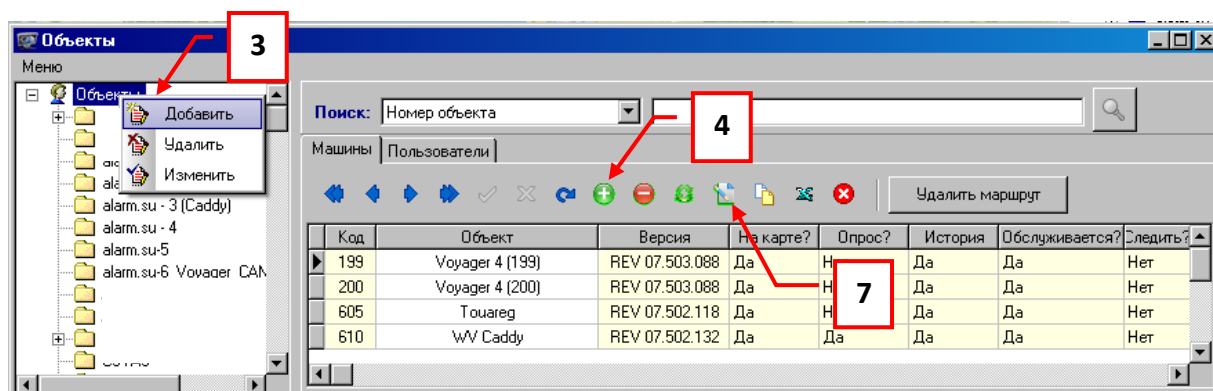 Объекты
3
Меню
Объекты
Добавить
Удалить
Изменить
alarm.su - 3 (Caddy)
alarm.su - 4
alarm.su-5
alarm.su-6 Voyager CAN
Поиск: Номер объекта
4
Машины Пользователи
Удалить маршрут
Код Объект Версия На карте? Опрос? История Обслуживается? Следить?
199 Voyager 4 (199) REV 07.503.088 Да Н Да Да Нет
200 Voyager 4 (200) REV 07.503.088 Да Н Да Да Нет
605 Touareg REV 07.502.118 Да Н Да Да Нет
610 WV Caddy REV 07.502.132 Да Да Да Да Нет
7